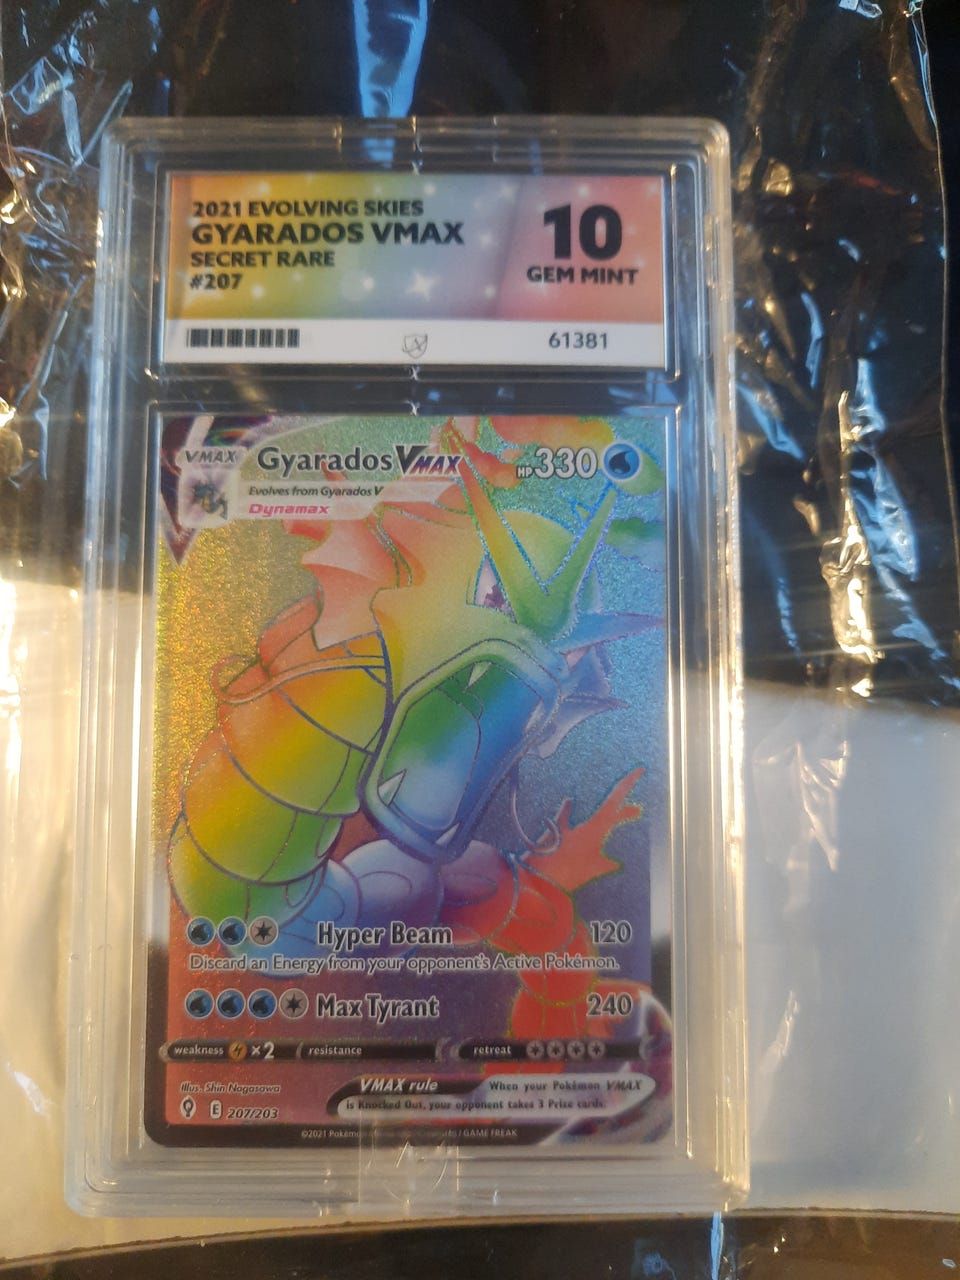 2021 EVOLVING SKIES
GYARADOS VMAX
SECRET RARE
#207
10
GEM MINT
61381
VMAX
Gyarados VMAX
HP 330
Evolves from Gyarados V
Dynamax
Hyper Beam 120
Discard an Energy from your opponent's Active Pokémon.
Max Tyrant 240
weakness ×2 resistance retreat
Illus. Shin Nagasawa
VMAX rule When your Pokémon VMAX
is Knocked Out, your opponent takes 3 Prize cards.
E 207/203
©2021 Pokémon / GAME FREAK